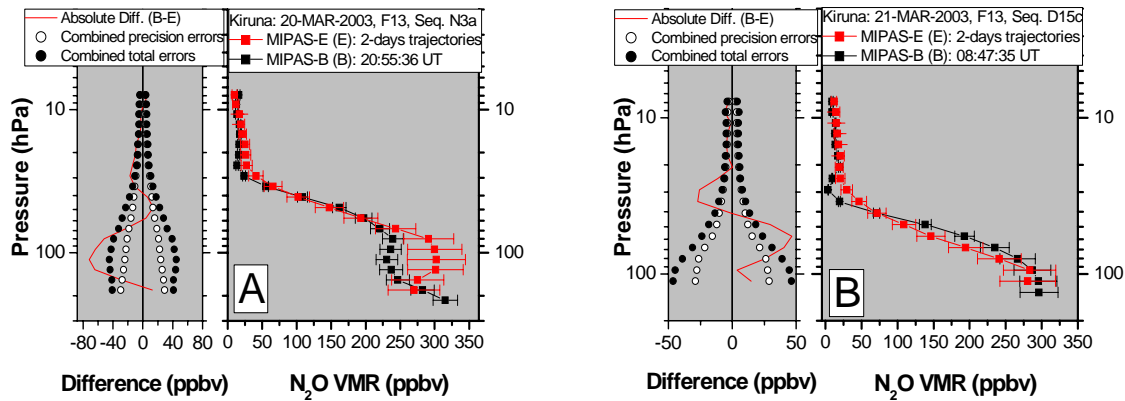 Absolute Diff. (B-E)
Combined precision errors
Combined total errors
Kiruna: 20-MAR-2003, F13, Seq. N3a
MIPAS-E (E): 2-days trajectories
MIPAS-B (B): 20:55:36 UT
10
100
Pressure (hPa)
10
100
A
-80 -40 0 40 80
0 50 100 150 200 250 300 350
Difference (ppbv)
N₂O VMR (ppbv)
Absolute Diff. (B-E)
Combined precision errors
Combined total errors
Kiruna: 21-MAR-2003, F13, Seq. D15c
MIPAS-E (E): 2-days trajectories
MIPAS-B (B): 08:47:35 UT
10
100
Pressure (hPa)
10
100
B
-50 0 50
0 50 100 150 200 250 300 350
Difference (ppbv)
N₂O VMR (ppbv)